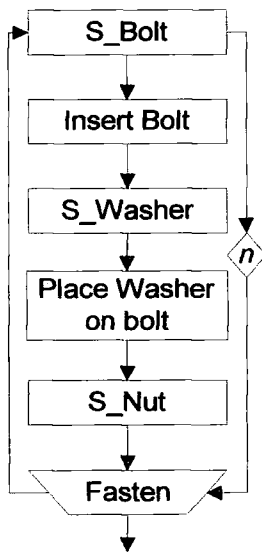 S_Bolt
Insert Bolt
S_Washer
n
Place Washer
on bolt
S_Nut
Fasten